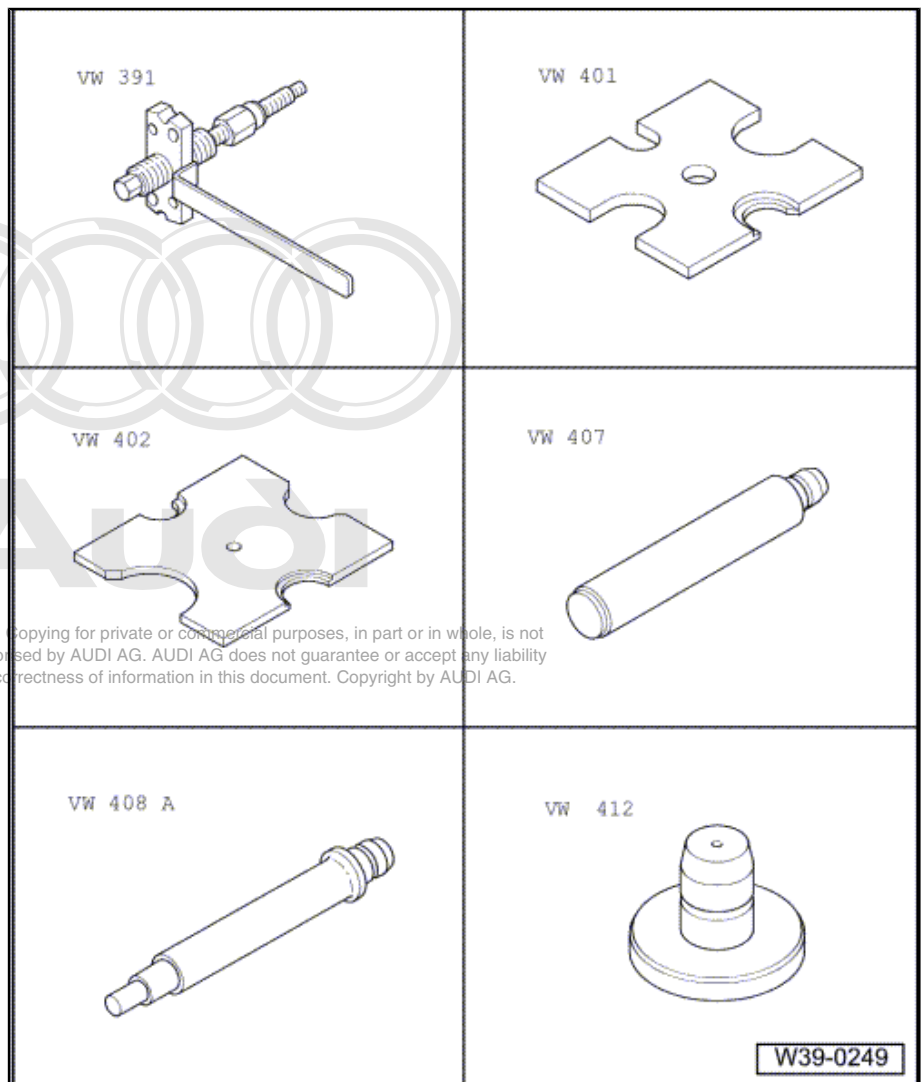 VW 391
VW 401
VW 402
VW 407
Audi
Copying for private or commercial purposes, in part or in whole, is not
by AUDI AG. AUDI AG does not guarantee or accept any liability
of information in this document. Copyright by AUDI AG.
VW 408 A
VW 412
W39-0249